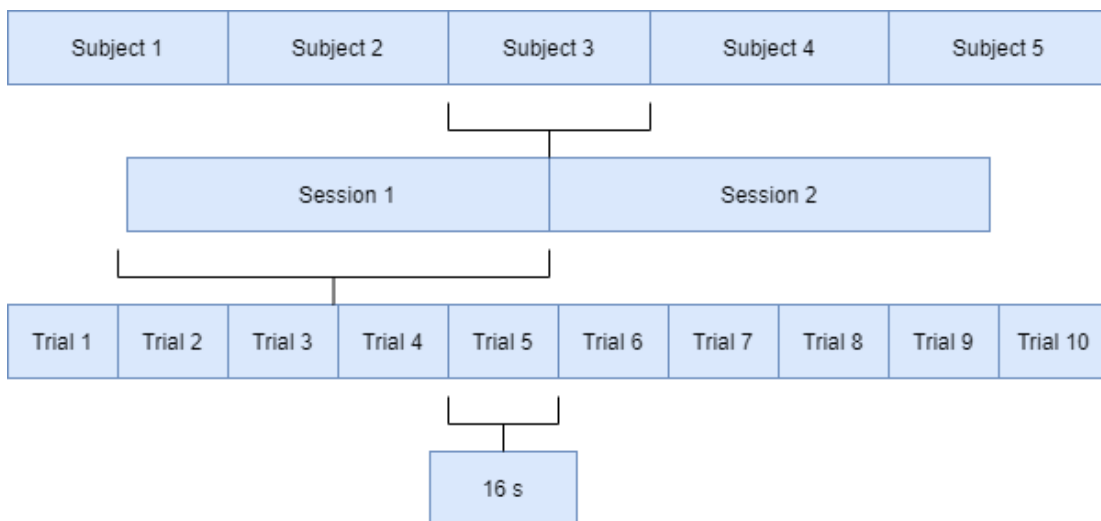 Subject 1 Subject 2 Subject 3 Subject 4 Subject 5
Session 1 Session 2
Trial 1 Trial 2 Trial 3 Trial 4 Trial 5 Trial 6 Trial 7 Trial 8 Trial 9 Trial 10
16 s